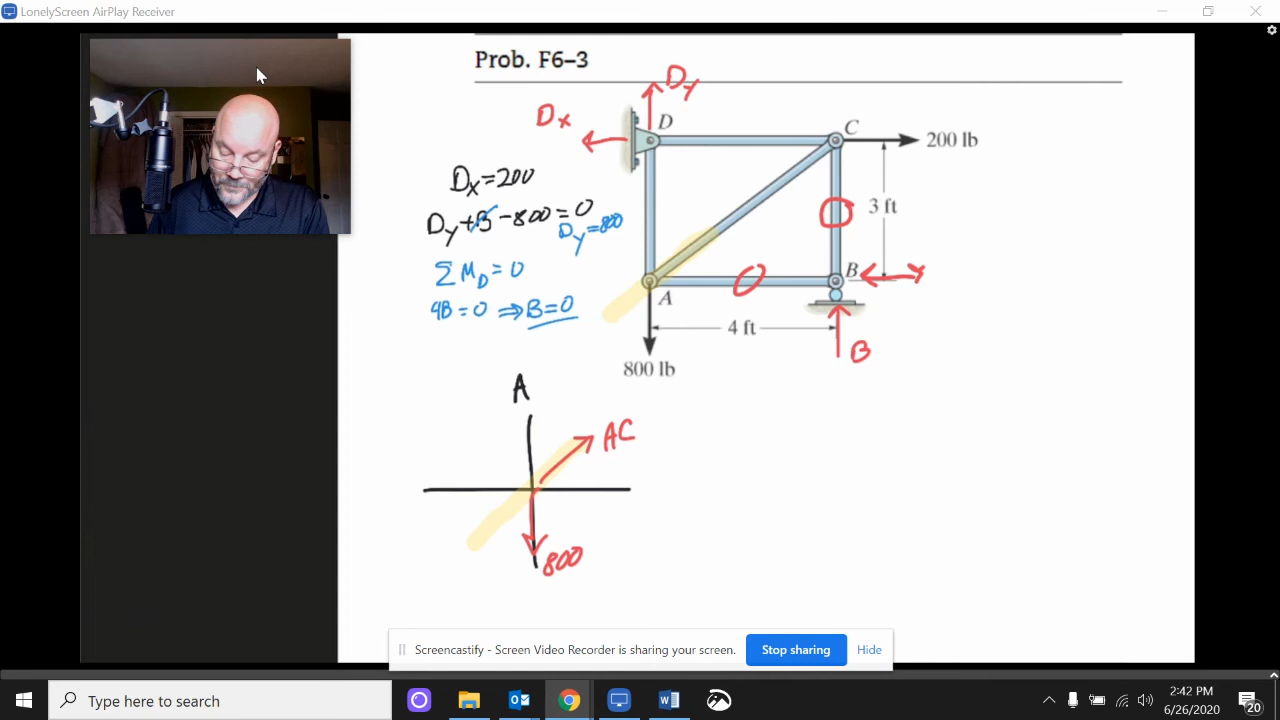 LonelyScreen AirPlay Receiver
Prob. F6–3
Dy
Dx
D
C
200 lb
Dx=200
Dy+B-800=0
Dy=800
3 ft
ΣMD=0
B
4B=0 ⇒ B=0
A
4 ft
B
800 lb
A
AC
800
Screencastify - Screen Video Recorder is sharing your screen.
Stop sharing
Hide
Type here to search
2:42 PM
6/26/2020
20